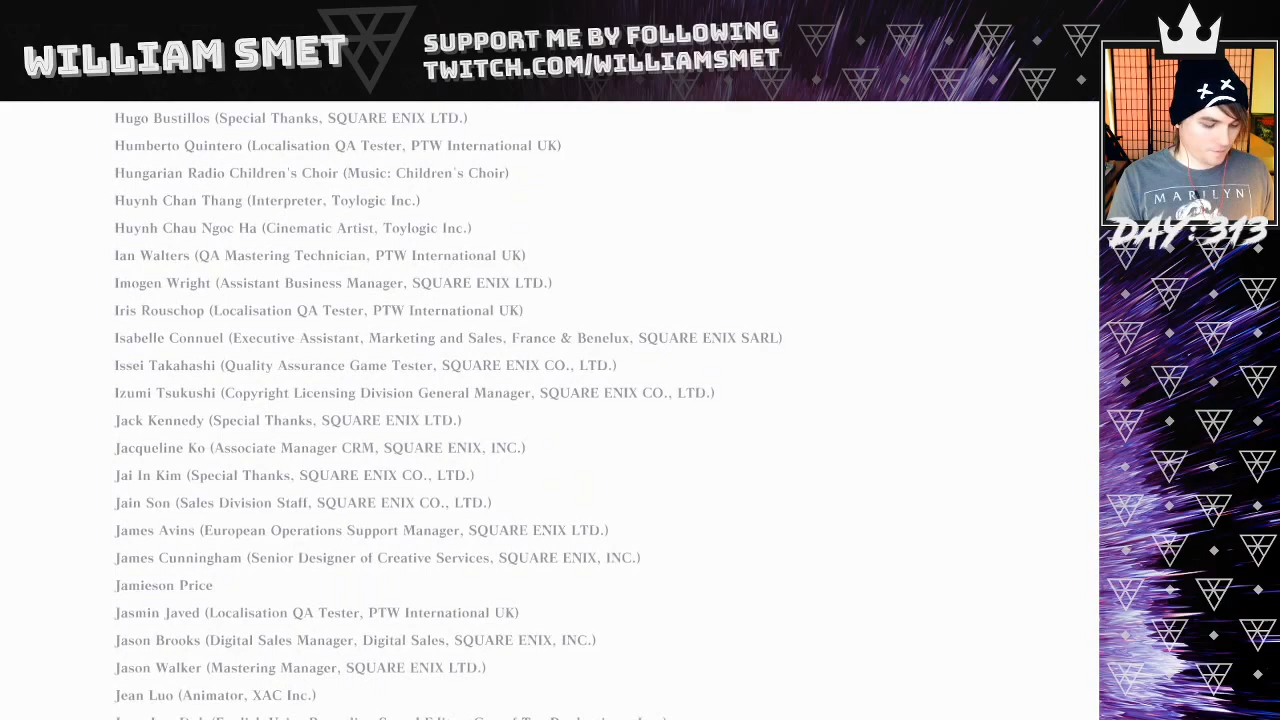 WILLIAM SMET
SUPPORT ME BY FOLLOWING
TWITCH.COM/WILLIAMSMET
Hugo Bustillos (Special Thanks, SQUARE ENIX LTD.)
Humberto Quintero (Localisation QA Tester, PTW International UK)
Hungarian Radio Children's Choir (Music: Children's Choir)
Huynh Chan Thang (Interpreter, Toylogic Inc.)
Huynh Chau Ngoc Ha (Cinematic Artist, Toylogic Inc.)
Ian Walters (QA Mastering Technician, PTW International UK)
Imogen Wright (Assistant Business Manager, SQUARE ENIX LTD.)
Iris Rouschop (Localisation QA Tester, PTW International UK)
Isabelle Connuel (Executive Assistant, Marketing and Sales, France & Benelux, SQUARE ENIX SARL)
Issei Takahashi (Quality Assurance Game Tester, SQUARE ENIX CO., LTD.)
Izumi Tsukushi (Copyright Licensing Division General Manager, SQUARE ENIX CO., LTD.)
Jack Kennedy (Special Thanks, SQUARE ENIX LTD.)
Jacqueline Ko (Associate Manager CRM, SQUARE ENIX, INC.)
Jai In Kim (Special Thanks, SQUARE ENIX CO., LTD.)
Jain Son (Sales Division Staff, SQUARE ENIX CO., LTD.)
James Avins (European Operations Support Manager, SQUARE ENIX LTD.)
James Cunningham (Senior Designer of Creative Services, SQUARE ENIX, INC.)
Jamieson Price
Jasmin Javed (Localisation QA Tester, PTW International UK)
Jason Brooks (Digital Sales Manager, Digital Sales, SQUARE ENIX, INC.)
Jason Walker (Mastering Manager, SQUARE ENIX LTD.)
Jean Luo (Animator, XAC Inc.)
MARILYN
DAY: 313